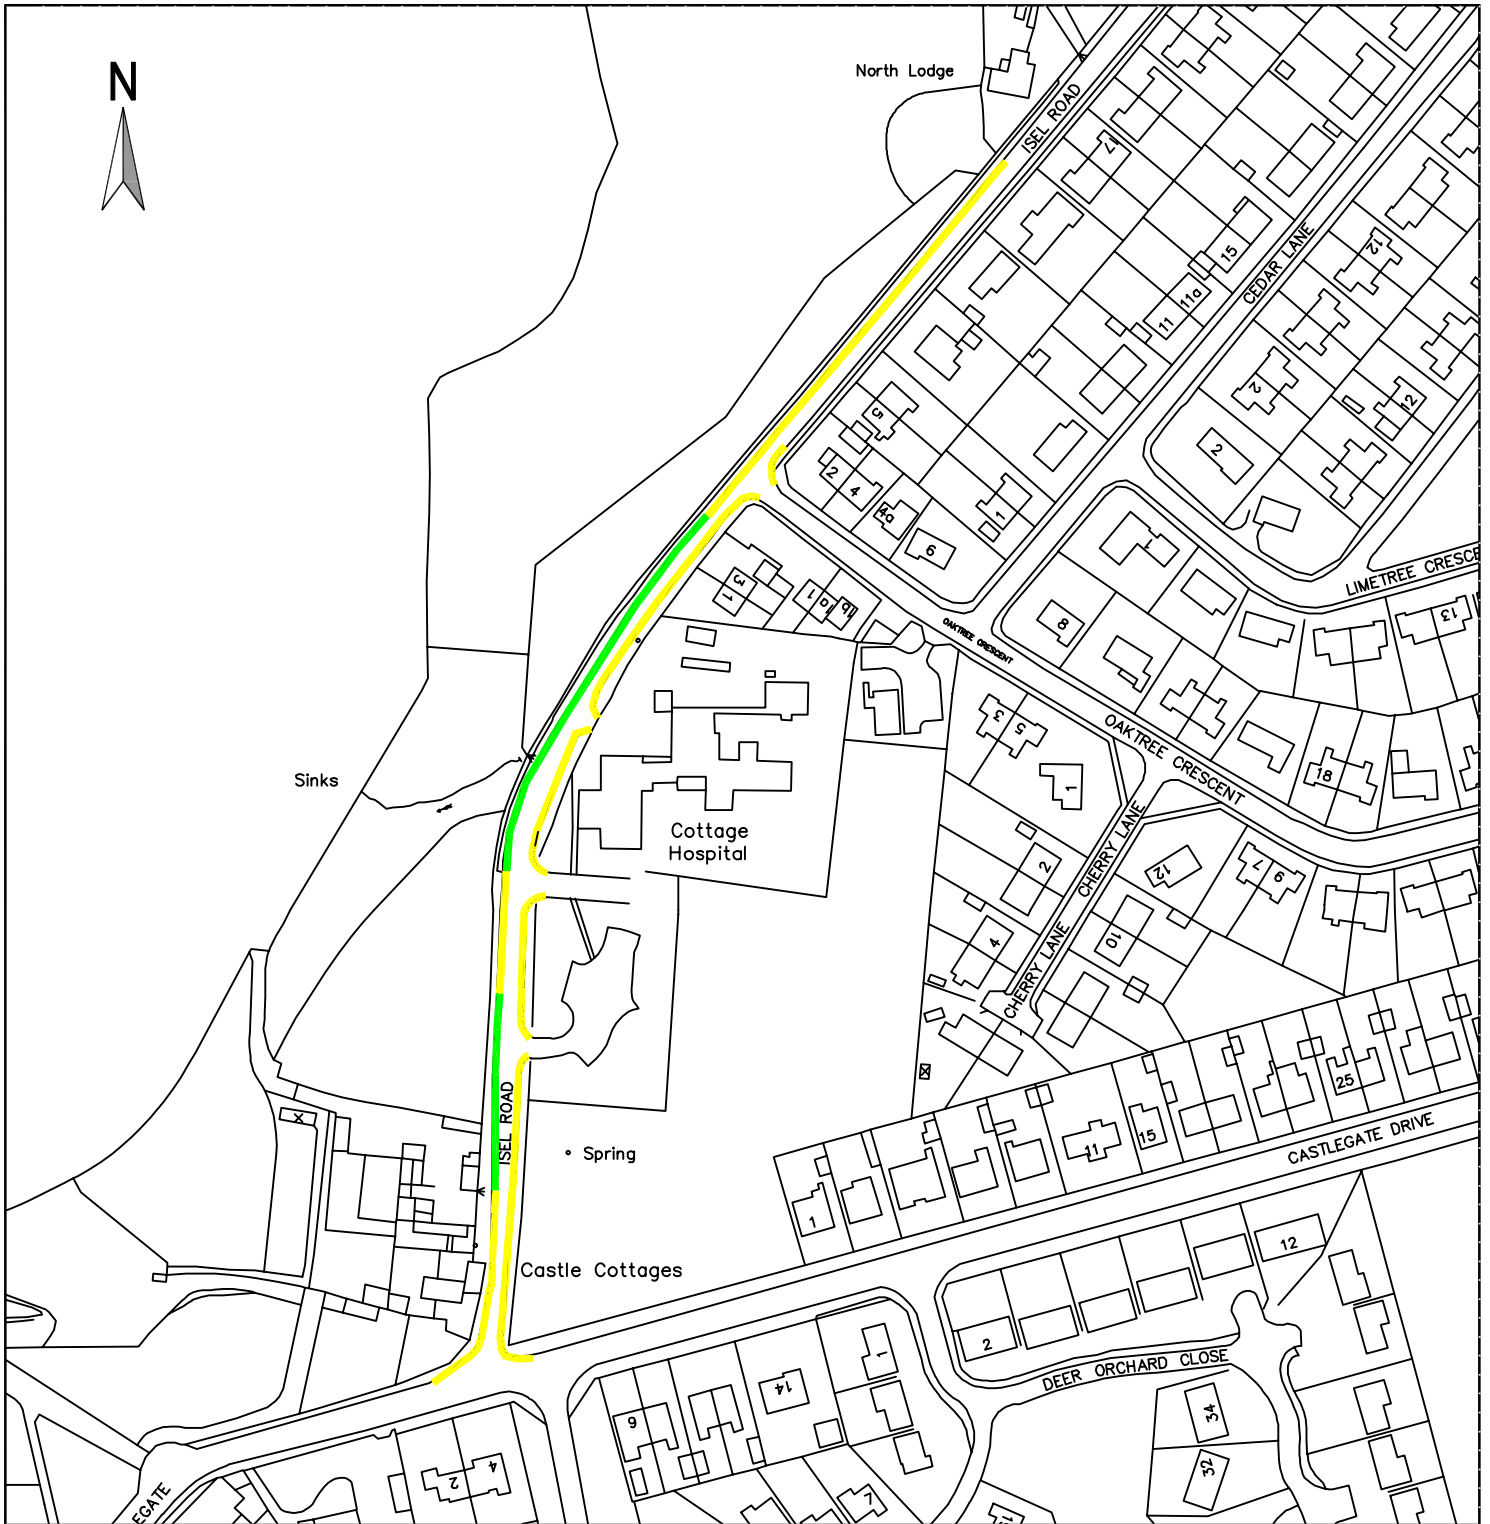 N
North Lodge
ISEL ROAD
17
15
11a
11
CEDAR LANE
12
2
12
2
5
2
4
4a
6
1
1
LIMETREE CRESCE
13
3
1
1
1a
1b
8
OAKTREE CRESCENT
OAKTREE CRESCENT
3
5
18
1
Sinks
Cottage
Hospital
CHERRY LANE
2
12
7
9
4
10
CHERRY LANE
25
ISEL ROAD
Spring
11
15
CASTLEGATE DRIVE
1
Castle Cottages
12
2
1
DEER ORCHARD CLOSE
14
9
34
2
4
32
7
EGATE